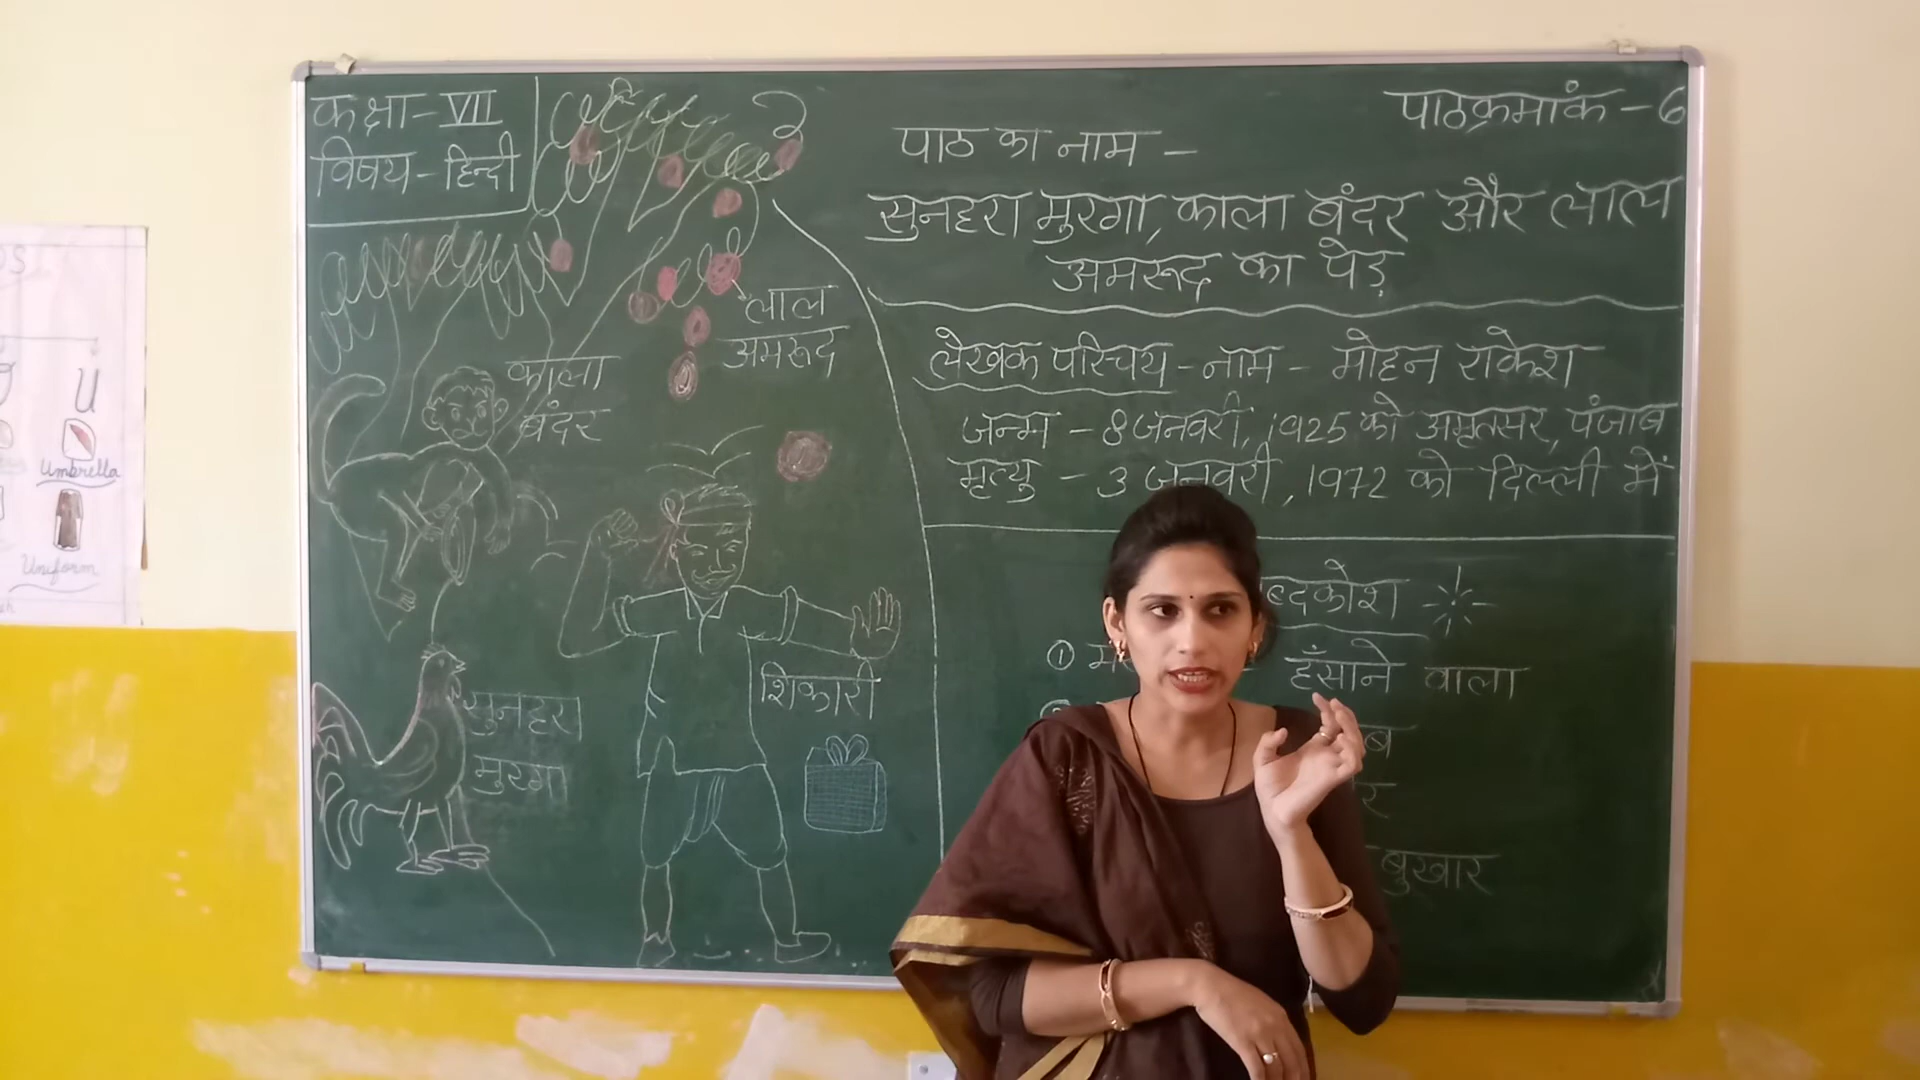 कक्षा-VII
विषय-हिन्दी
पाठक्रमांक-6
पाठ का नाम -
सुनहरा मुरगा, काला बंदर और लाल
अमरूद का पेड़
लेखक परिचय - नाम - मोहन राकेश
जन्म - 8 जनवरी, 1925 को अमृतसर, पंजाब
मृत्यु - 3 जनवरी, 1972 को दिल्ली में
ब्दकोश
① हँसाने वाला
बुखार
लाल
अमरूद
काला
बंदर
शिकारी
सुनहरा
मुरगा
u
Umbrella
Uniform